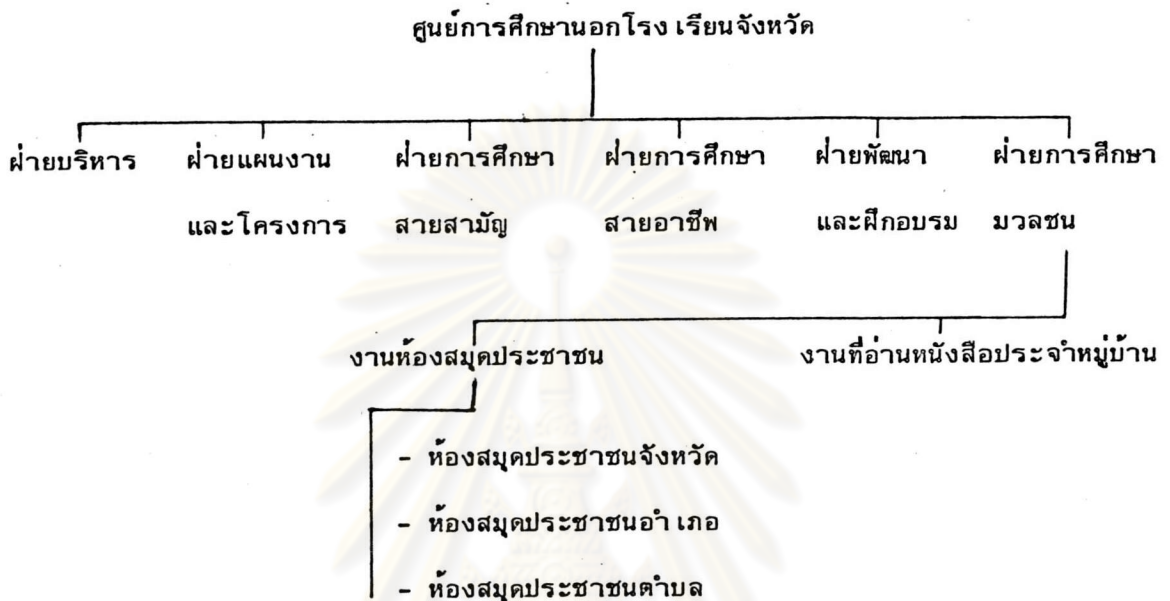 ศูนย์การศึกษานอกโรงเรียนจังหวัด
ฝ่ายบริหาร ฝ่ายแผนงาน ฝ่ายการศึกษา ฝ่ายการศึกษา ฝ่ายพัฒนา ฝ่ายการศึกษา
และโครงการ สายสามัญ สายอาชีพ และฝึกอบรม มวลชน
งานห้องสมุดประชาชน งานที่อ่านหนังสือประจำหมู่บ้าน
- ห้องสมุดประชาชนจังหวัด
- ห้องสมุดประชาชนอำเภอ
- ห้องสมุดประชาชนตำบล